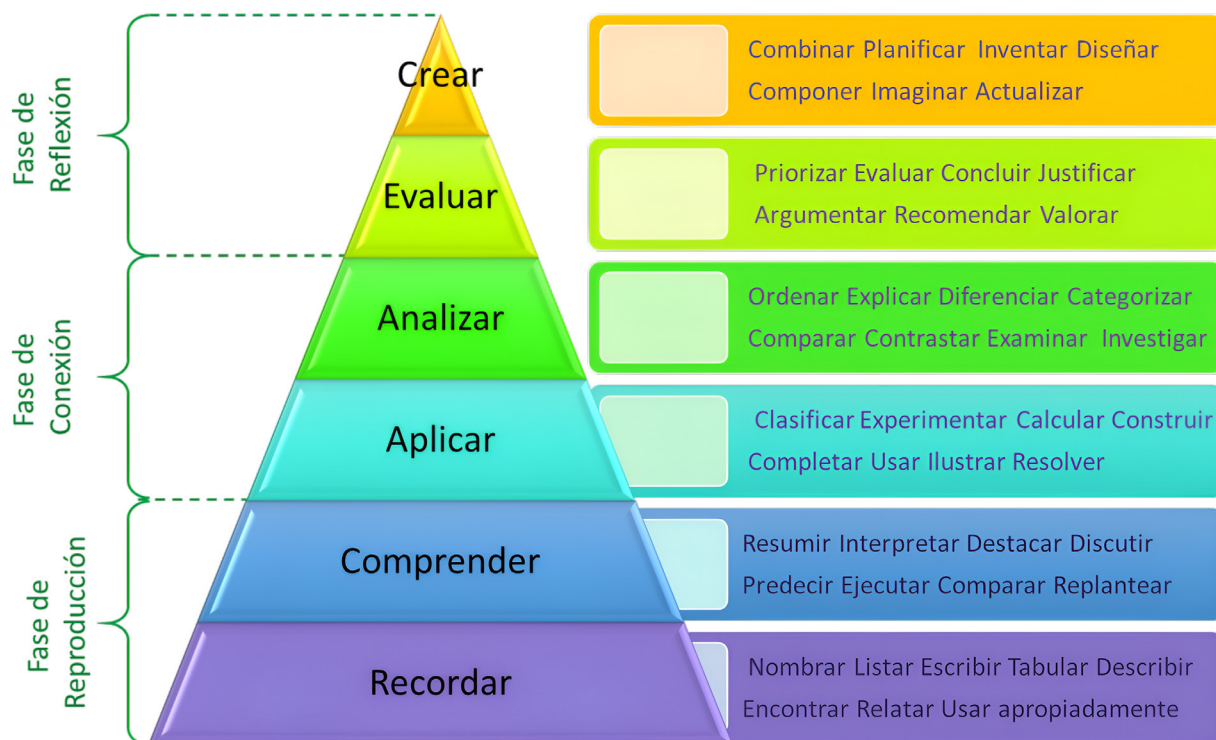 Fase de
Reflexión
Crear
Combinar Planificar Inventar Diseñar
Componer Imaginar Actualizar
Evaluar
Priorizar Evaluar Concluir Justificar
Argumentar Recomendar Valorar
Fase de
Conexión
Analizar
Ordenar Explicar Diferenciar Categorizar
Comparar Contrastar Examinar Investigar
Aplicar
Clasificar Experimentar Calcular Construir
Completar Usar Ilustrar Resolver
Fase de
Reproducción
Comprender
Resumir Interpretar Destacar Discutir
Predecir Ejecutar Comparar Replantear
Recordar
Nombrar Listar Escribir Tabular Describir
Encontrar Relatar Usar apropiadamente